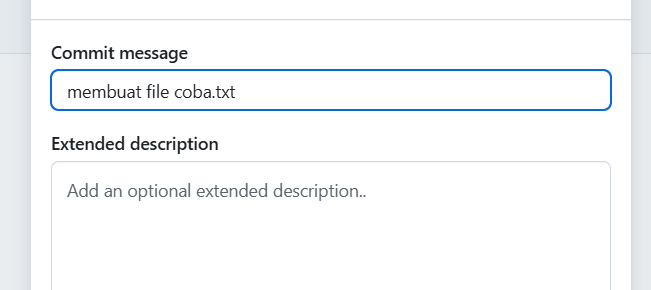 Commit message
membuat file coba.txt
Extended description
Add an optional extended description..